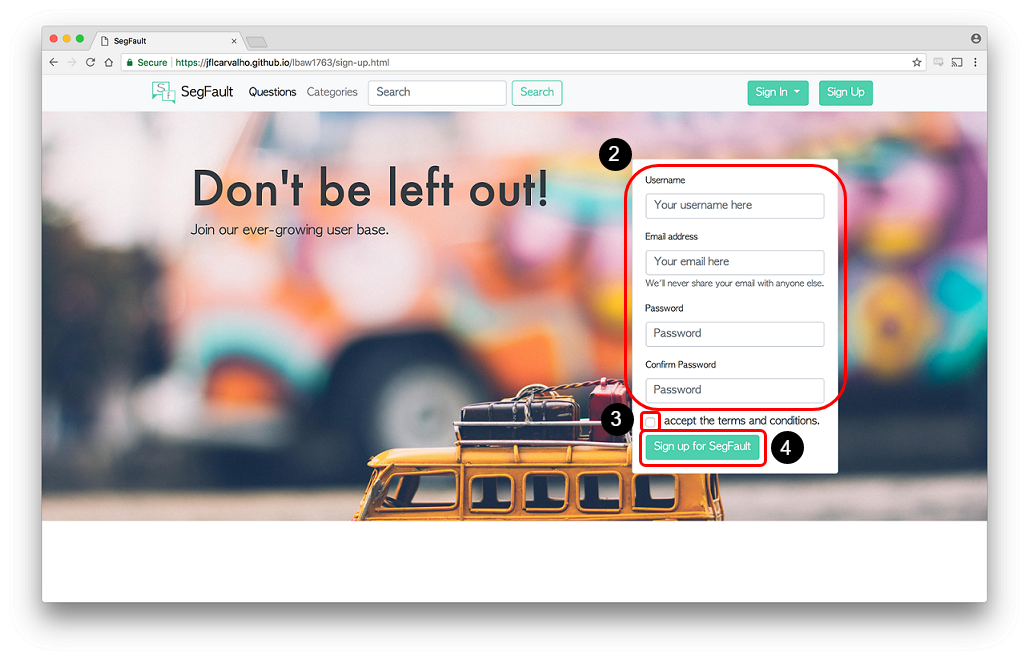 SegFault
Secure https://jflcarvalho.github.io/lbaw1763/sign-up.html
Sf SegFault Questions Categories Search Search Sign In Sign Up
Don't be left out!
Join our ever-growing user base.
2
Username
Your username here
Email address
Your email here
We'll never share your email with anyone else.
Password
Password
Confirm Password
Password
3 accept the terms and conditions.
Sign up for SegFault 4